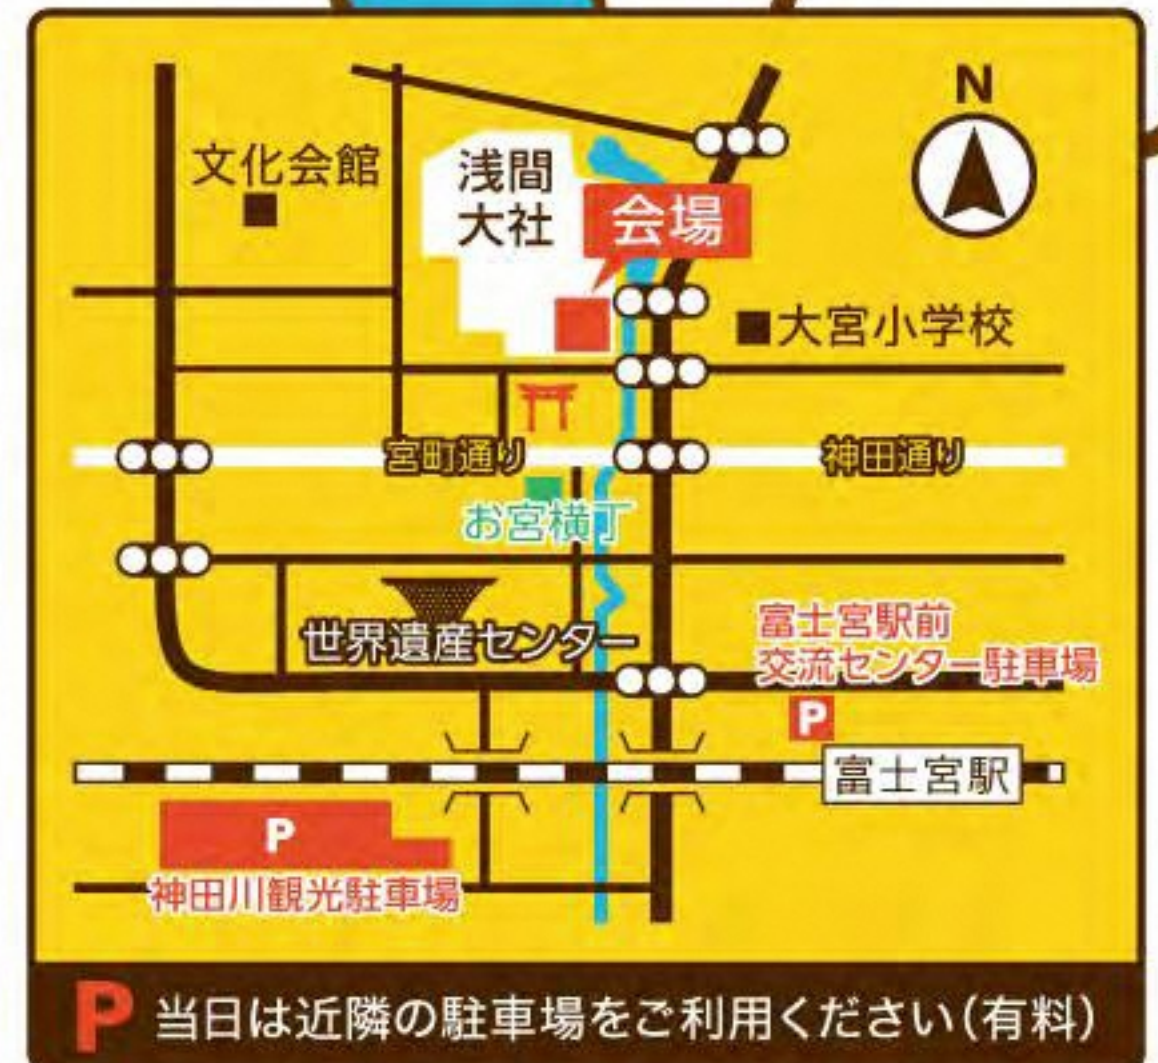 N
文化会館
浅間
大社
会場
大宮小学校
宮町通り
神田通り
お宮横丁
世界遺産センター
富士宮駅前
交流センター駐車場
P
富士宮駅
P
神田川観光駐車場
P 当日は近隣の駐車場をご利用ください(有料)